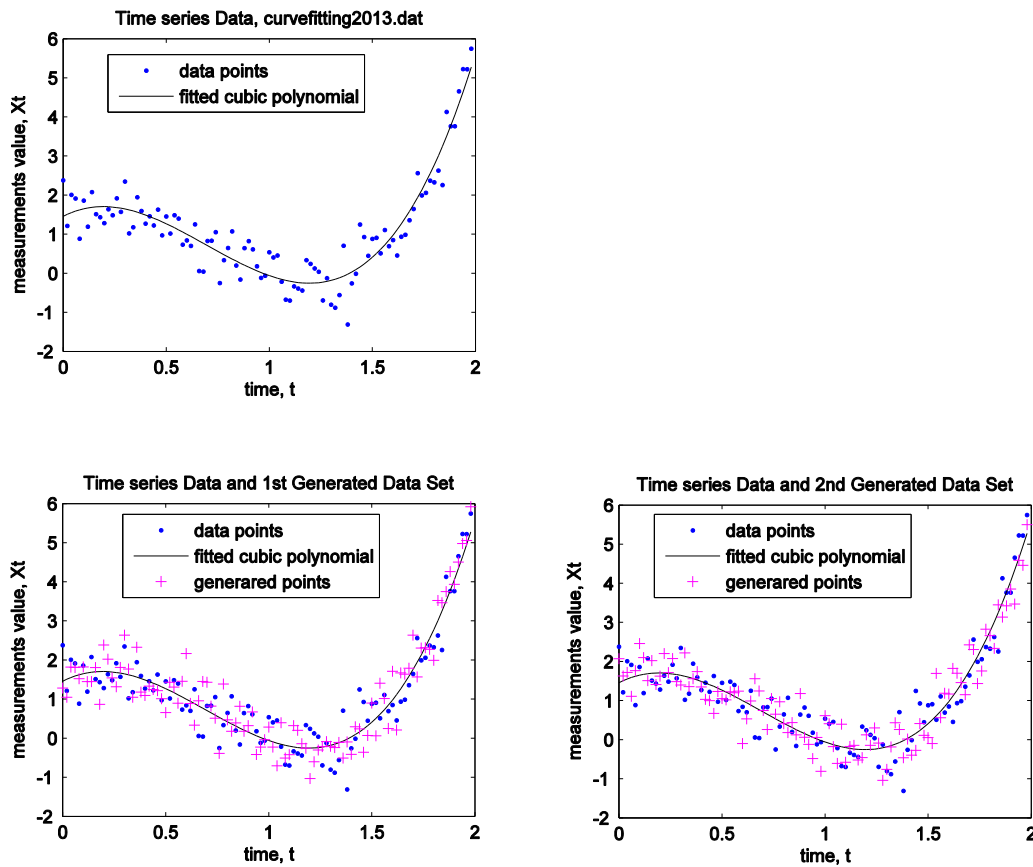 Time series Data, curvefitting2013.dat
6
5
4
3
2
1
0
-1
-2
measurements value, Xt
data points
fitted cubic polynomial
0
0.5
1
1.5
2
time, t
Time series Data and 1st Generated Data Set
6
5
4
3
2
1
0
-1
-2
measurements value, Xt
data points
fitted cubic polynomial
generared points
0
0.5
1
1.5
2
time, t
Time series Data and 2nd Generated Data Set
6
5
4
3
2
1
0
-1
-2
measurements value, Xt
data points
fitted cubic polynomial
generared points
0
0.5
1
1.5
2
time, t